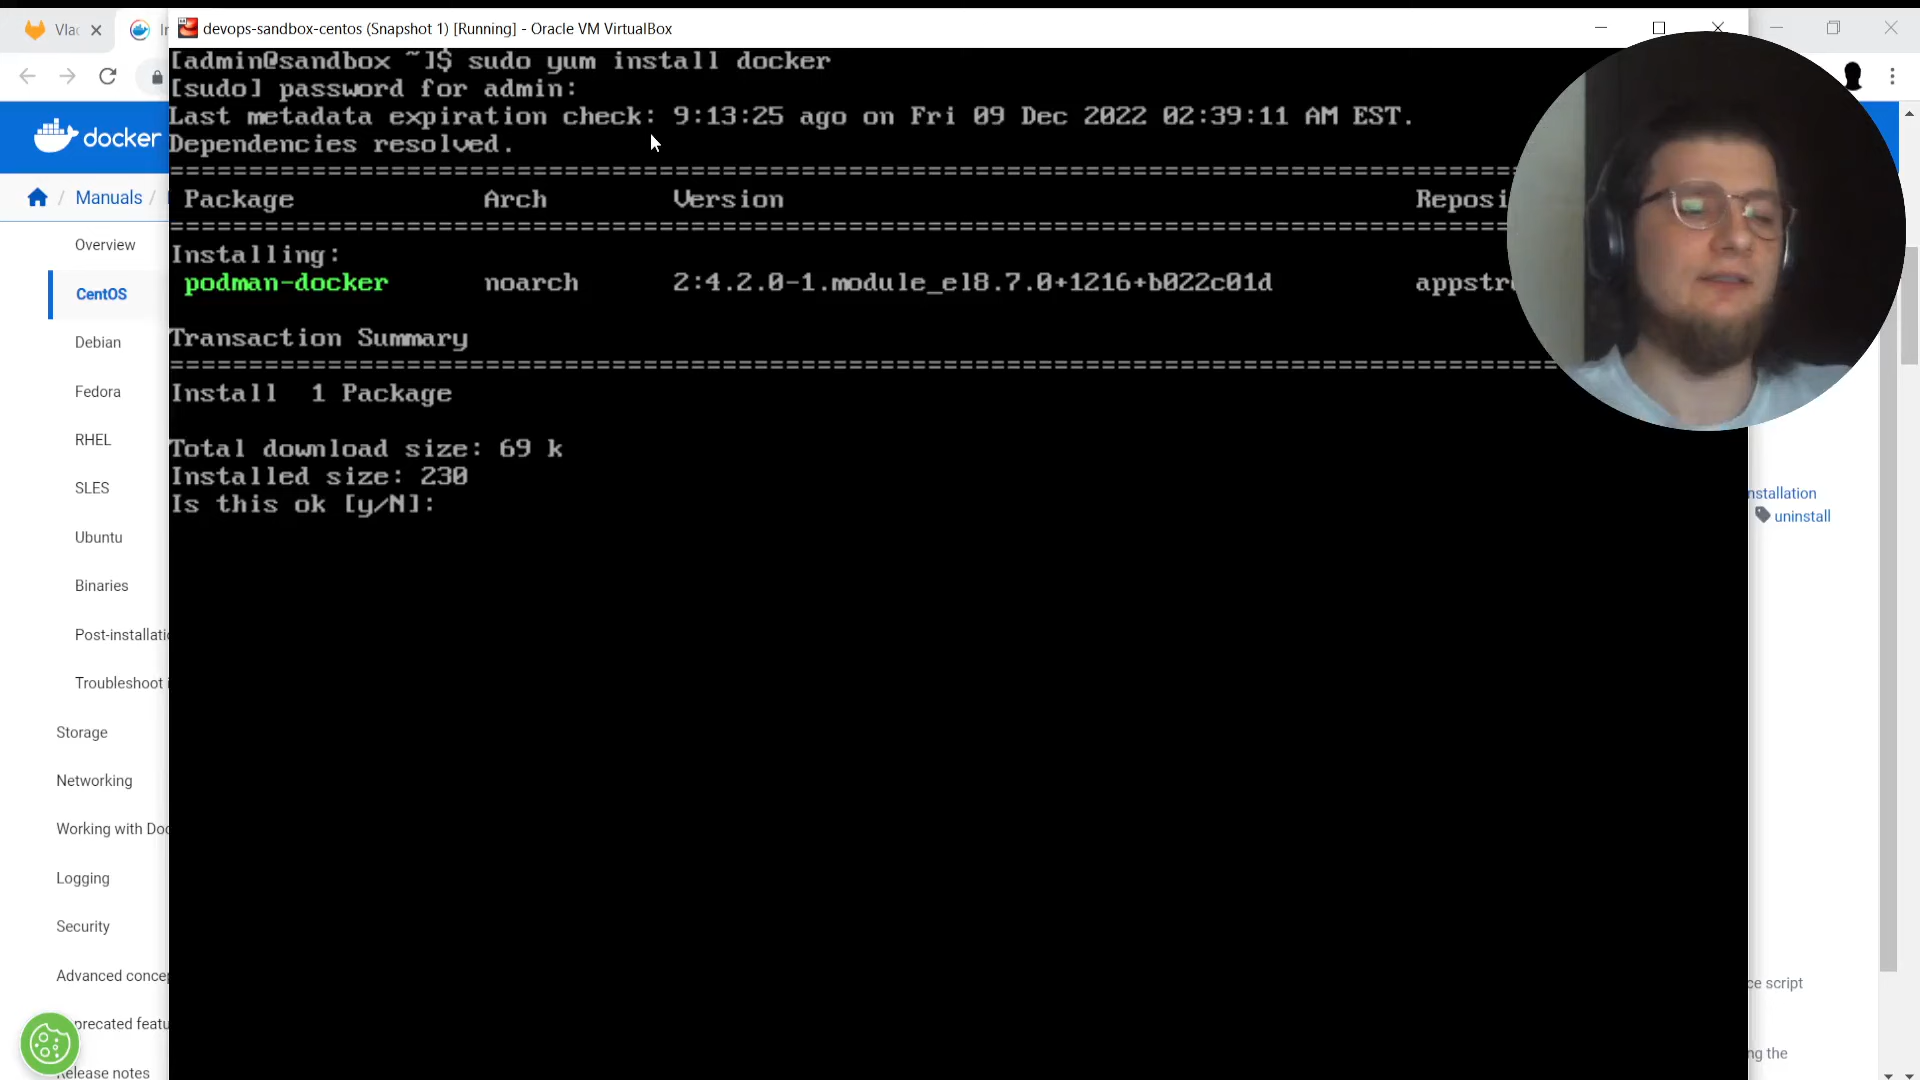 Vla
devops-sandbox-centos (Snapshot 1) [Running] - Oracle VM VirtualBox
[admin@sandbox ~]$ sudo yum install docker
[sudo] password for admin:
Last metadata expiration check: 9:13:25 ago on Fri 09 Dec 2022 02:39:11 AM EST.
Dependencies resolved.
================================================================================
Package Arch Version Reposi
================================================================================
Installing:
podman-docker noarch 2:4.2.0-1.module_el8.7.0+1216+b022c01d appstr
Transaction Summary
================================================================================
Install 1 Package
Total download size: 69 k
Installed size: 230
Is this ok [y/N]:
docker
/ Manuals /
Overview
CentOS
Debian
Fedora
RHEL
SLES
Ubuntu
Binaries
Post-installati
Troubleshoot
Storage
Networking
Working with Doc
Logging
Security
Advanced conce
precated featu
elease notes
nstallation
uninstall
ce script
ng the